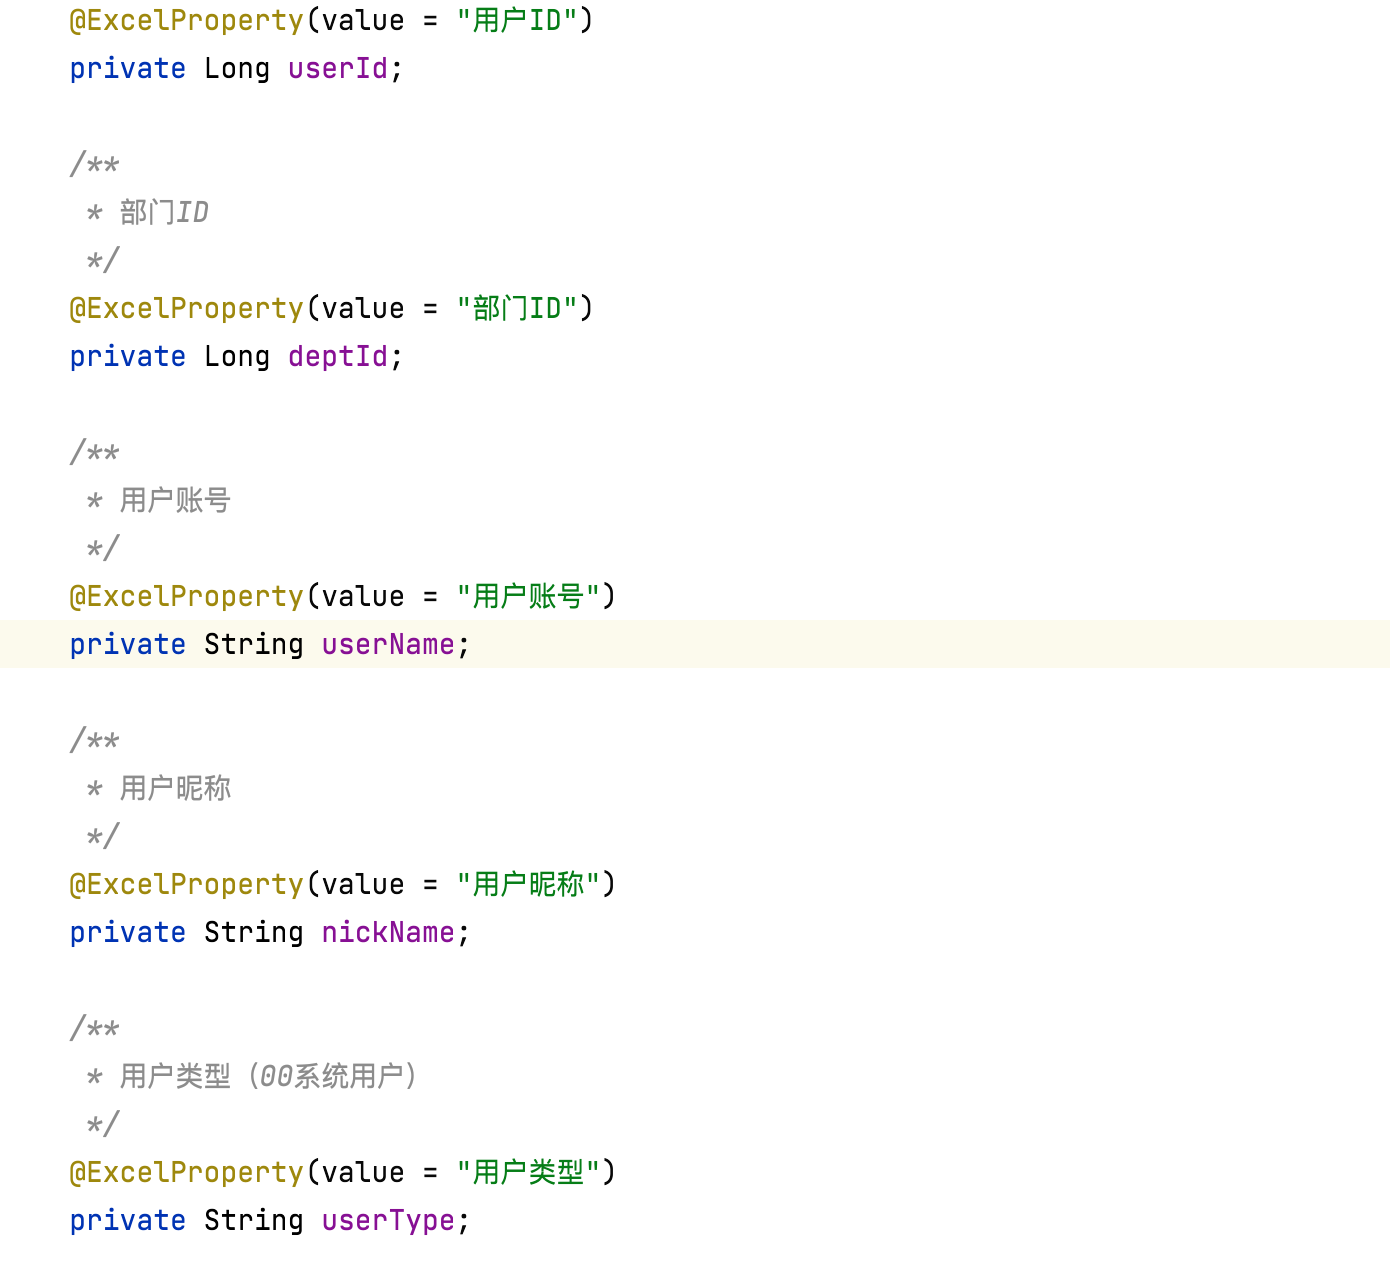 @ExcelProperty(value = "用户ID")
private Long userId;
/**
 * 部门ID
 */
@ExcelProperty(value = "部门ID")
private Long deptId;
/**
 * 用户账号
 */
@ExcelProperty(value = "用户账号")
private String userName;
/**
 * 用户昵称
 */
@ExcelProperty(value = "用户昵称")
private String nickName;
/**
 * 用户类型（00系统用户）
 */
@ExcelProperty(value = "用户类型")
private String userType;